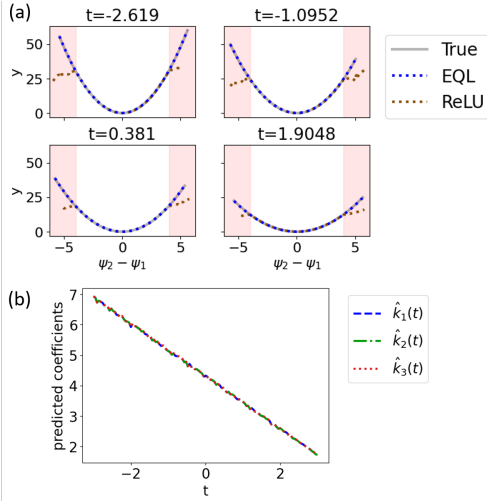 (a)
t=-2.619
t=-1.0952
50
25
0
y
True
EQL
ReLU
t=0.381
t=1.9048
50
25
0
y
−5 0 5
−5 0 5
ψ₂ − ψ₁
ψ₂ − ψ₁
(b)
7
6
5
4
3
2
predicted coefficients
−2 0 2
t
k̂₁(t)
k̂₂(t)
k̂₃(t)